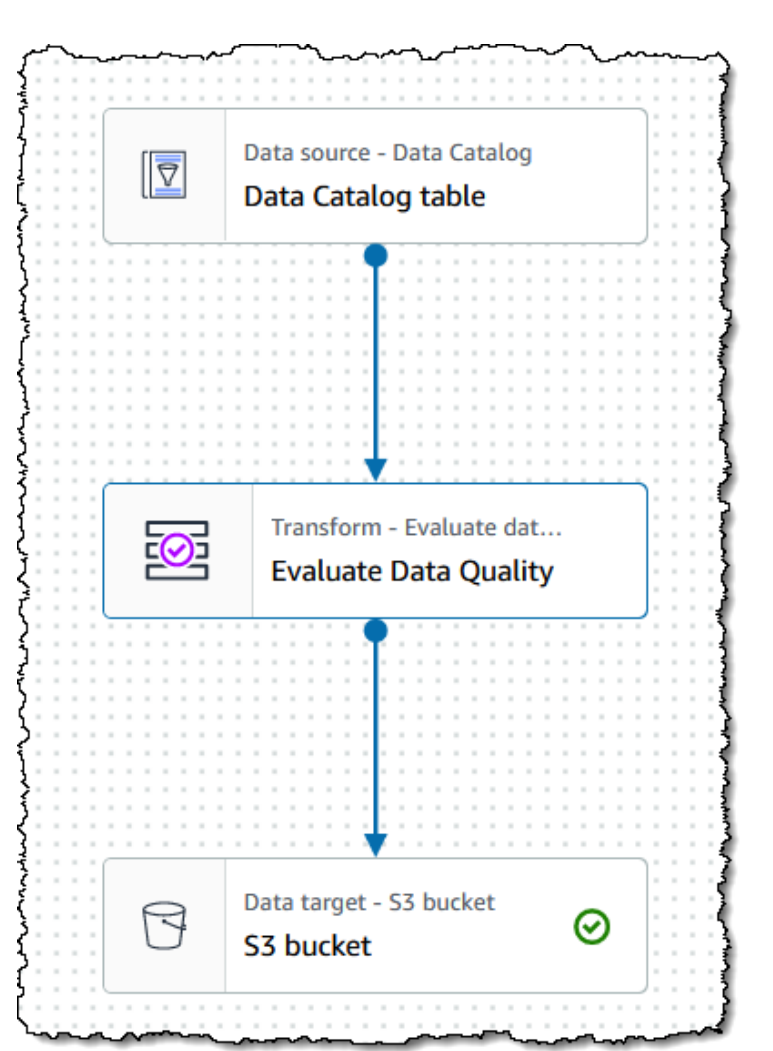 Data source - Data Catalog
Data Catalog table
Transform - Evaluate dat...
Evaluate Data Quality
Data target - S3 bucket
S3 bucket